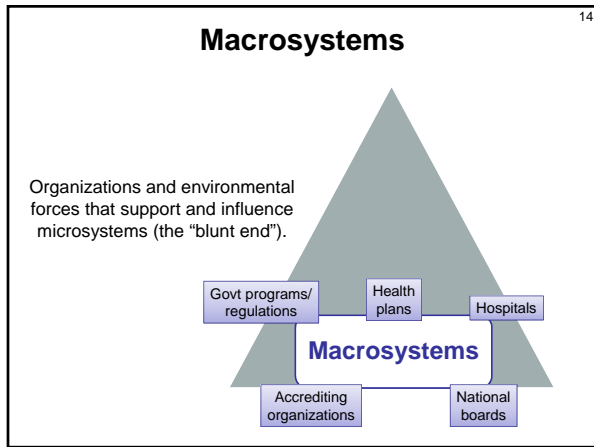 14
Macrosystems
Organizations and environmental
forces that support and influence
microsystems (the “blunt end”).
Govt programs/
regulations
Health
plans
Hospitals
Macrosystems
Accrediting
organizations
National
boards